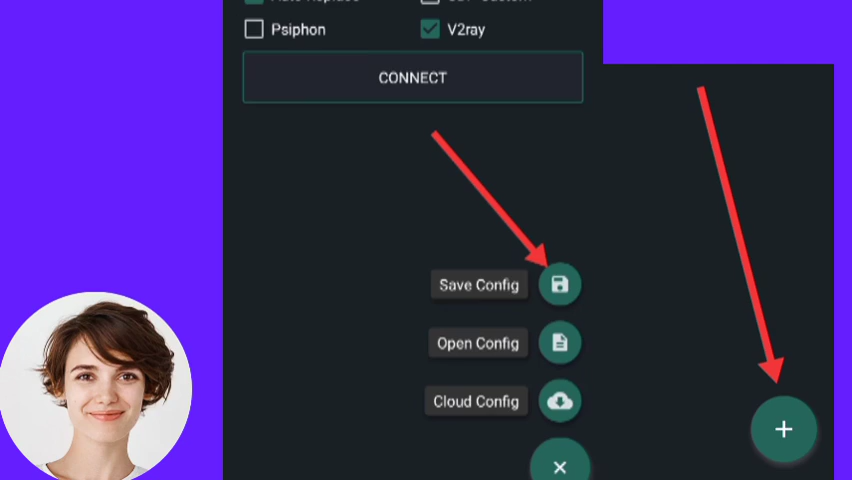 Psiphon
V2ray
CONNECT
Save Config
Open Config
Cloud Config